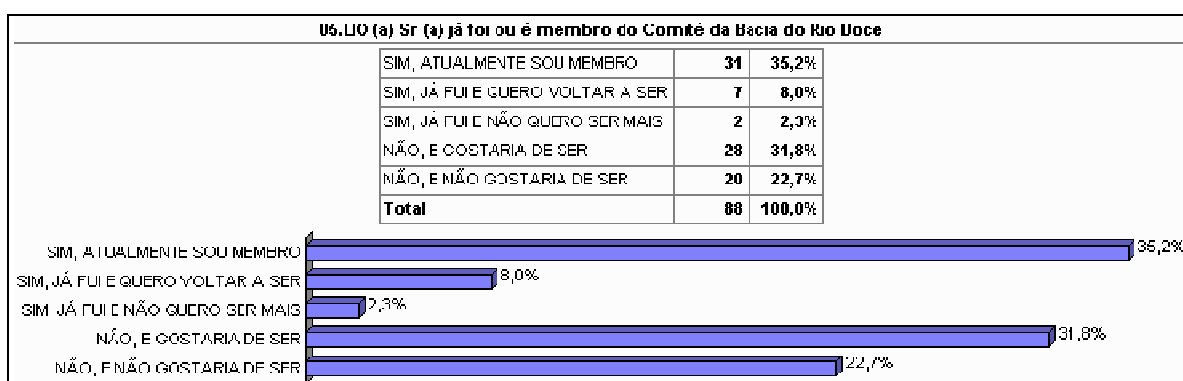 05.DO (a) Sr (a) já foi ou é membro do Comitê da Bacia do Rio Doce
SIM, ATUALMENTE SOU MEMBRO 31 35,2%
SIM, JÁ FUI E QUERO VOLTAR A SER 7 8,0%
SIM, JÁ FUI E NÃO QUERO SER MAIS 2 2,3%
NÃO, E GOSTARIA DE SER 28 31,8%
NÃO, E NÃO GOSTARIA DE SER 20 22,7%
Total 88 100,0%
SIM, ATUALMENTE SOU MEMBRO 35,2%
SIM, JÁ FUI E QUERO VOLTAR A SER 8,0%
SIM, JÁ FUI E NÃO QUERO SER MAIS 2,3%
NÃO, E GOSTARIA DE SER 31,8%
NÃO, E NÃO GOSTARIA DE SER 22,7%